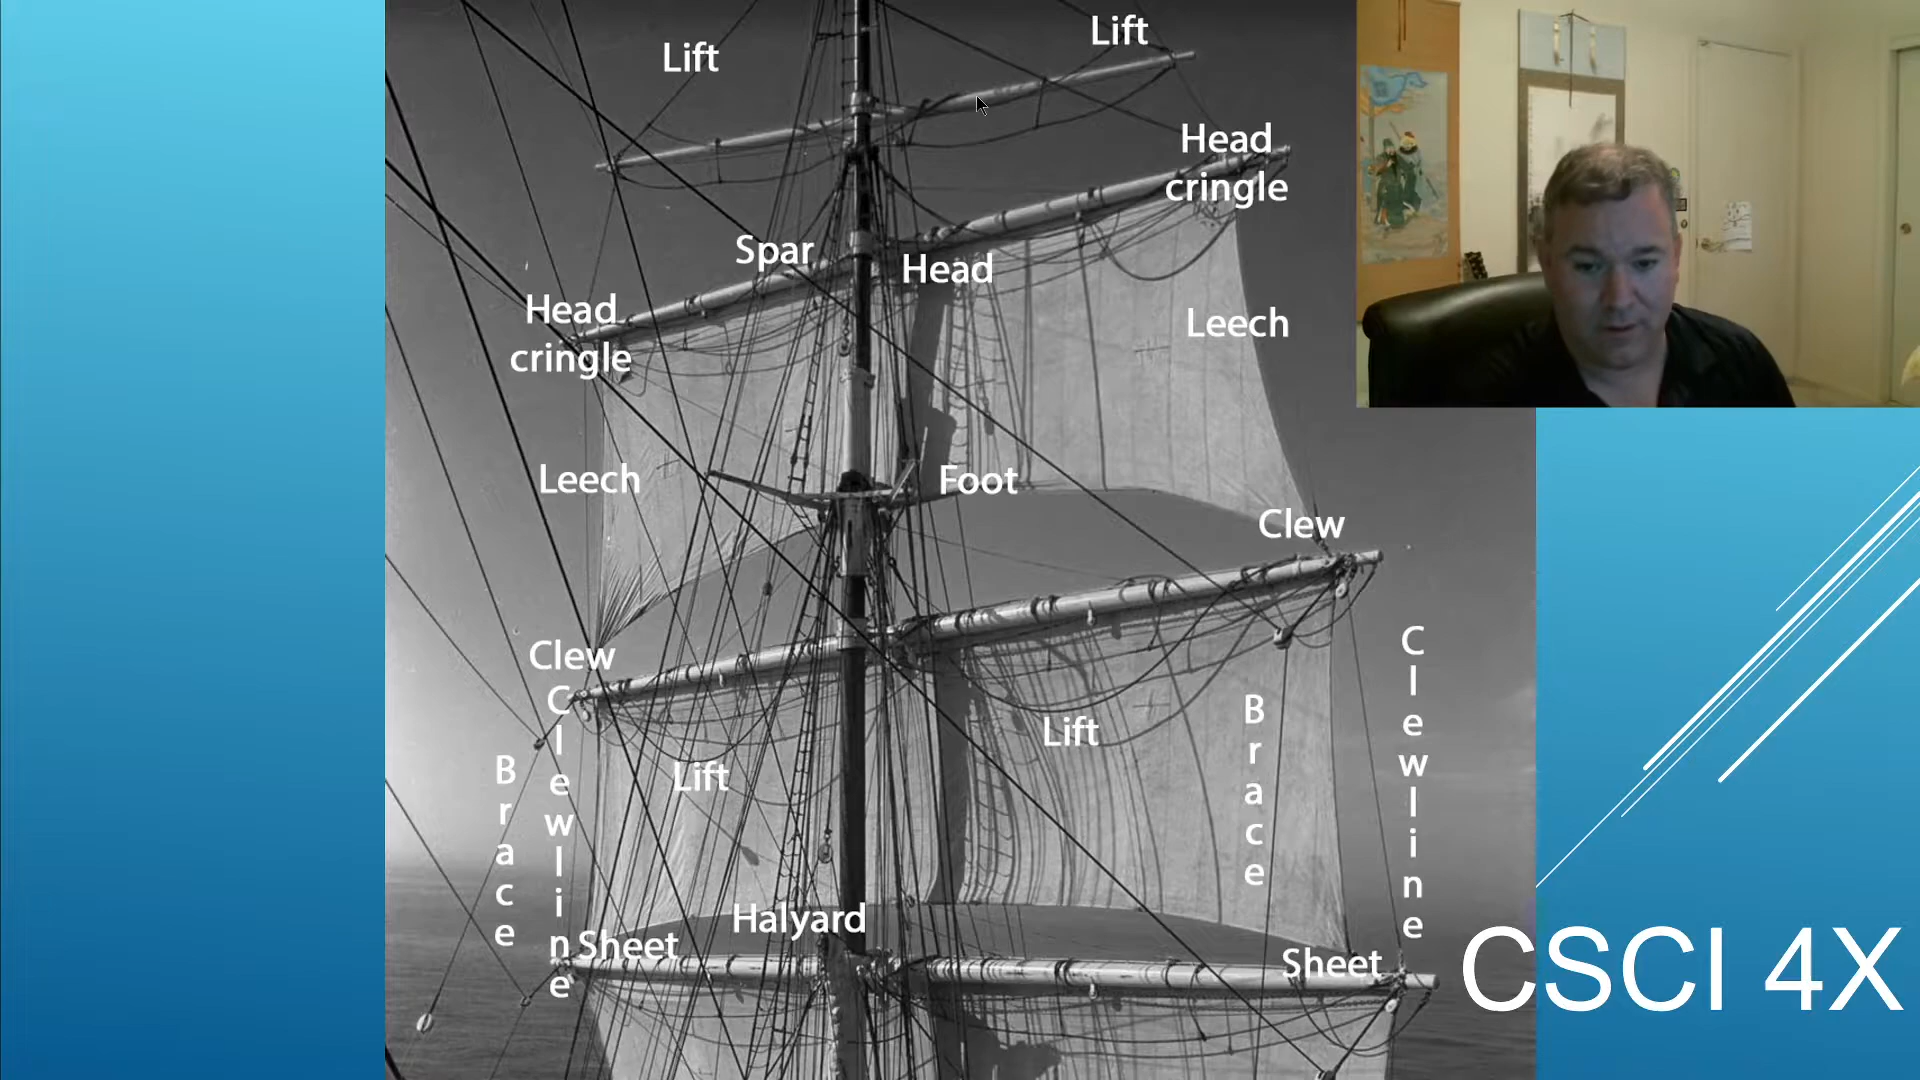 Lift
Lift
Head
cringle
Spar
Head
Head
cringle
Leech
Leech
Foot
Clew
Clew
Clewline
Brace
Lift
Lift
Brace
Clewline
Halyard
Sheet
Sheet
CSCI 4X